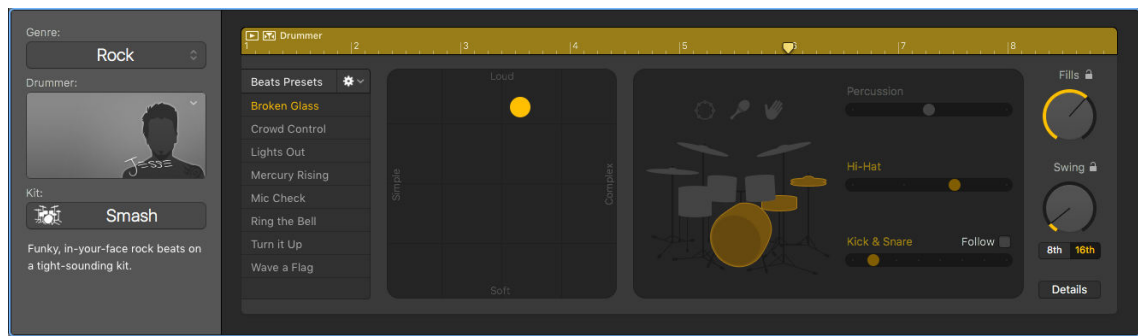 Genre:
Rock
Drummer:
Jesse
Kit:
Smash
Funky, in-your-face rock beats on
a tight-sounding kit.
Drummer
1 2 3 4 5 6 7 8
Beats Presets
Broken Glass
Crowd Control
Lights Out
Mercury Rising
Mic Check
Ring the Bell
Turn it Up
Wave a Flag
Loud
Simple
Complex
Soft
Percussion
Hi-Hat
Kick & Snare
Follow
Fills
Swing
8th 16th
Details